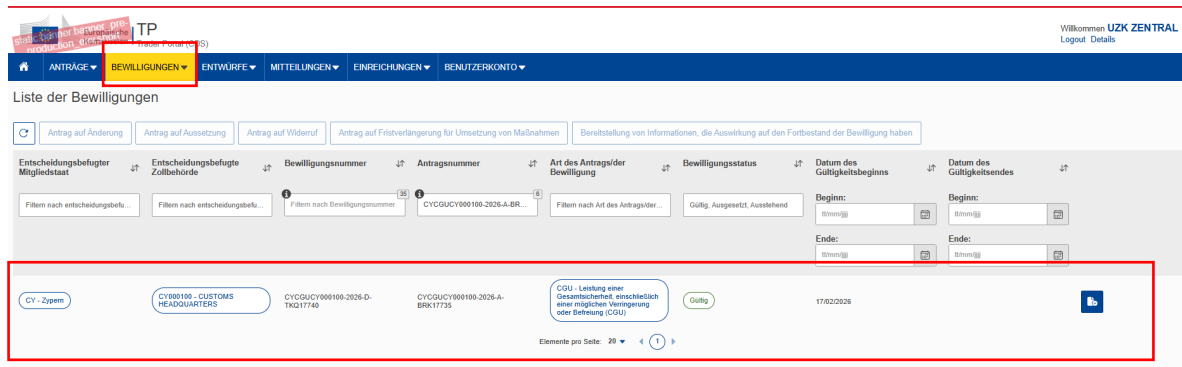 static banner banner_pre-
production_
Europäische
TP
Trader Portal (CDS)
Willkommen UZK ZENTRAL
Logout Details
ANTRÄGE
BEWILLIGUNGEN
ENTWÜRFE
MITTEILUNGEN
EINREICHUNGEN
BENUTZERKONTO
Liste der Bewilligungen
Antrag auf Änderung
Antrag auf Aussetzung
Antrag auf Widerruf
Antrag auf Fristverlängerung für Umsetzung von Maßnahmen
Bereitstellung von Informationen, die Auswirkung auf den Fortbestand der Bewilligung haben
Entscheidungsbefugter
Mitgliedstaat
Entscheidungsbefugte
Zollbehörde
Bewilligungsnummer
Antragsnummer
Art des Antrags/der
Bewilligung
Bewilligungsstatus
Datum des
Gültigkeitsbeginns
Datum des
Gültigkeitsendes
Filtern nach entscheidungsbefu...
Filtern nach entscheidungsbefu...
35
Filtern nach Bewilligungsnummer
6
CYCGUCY000100-2026-A-BR...
Filtern nach Art des Antrags/der...
Gültig, Ausgesetzt, Ausstehend
Beginn:
tt/mm/jjjj
Ende:
tt/mm/jjjj
Beginn:
tt/mm/jjjj
Ende:
tt/mm/jjjj
CY - Zypern
CY000100 - CUSTOMS
HEADQUARTERS
CYCGUCY000100-2026-D-
TKQ17740
CYCGUCY000100-2026-A-
BRK17735
CGU - Leistung einer
Gesamtsicherheit, einschließlich
einer möglichen Verringerung
oder Befreiung (CGU)
Gültig
17/02/2026
Elemente pro Seite: 20
1